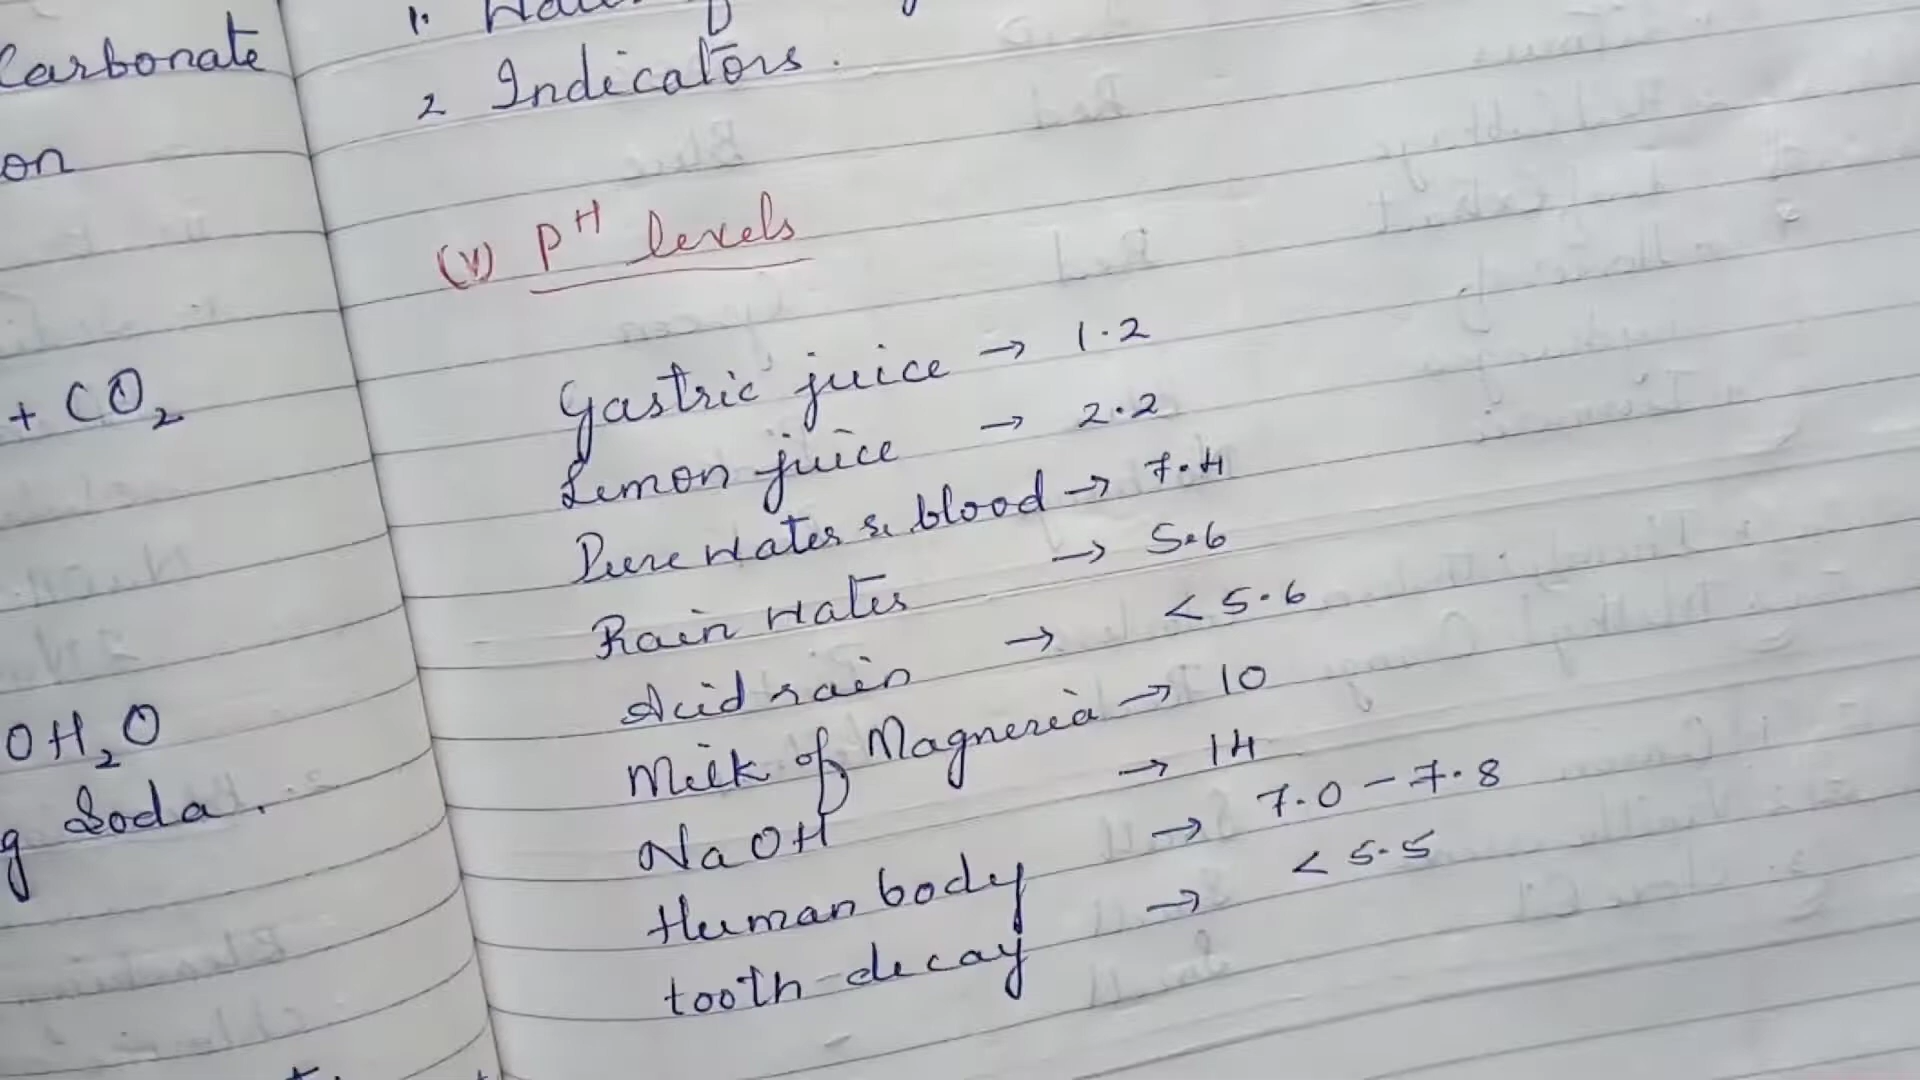 Carbonate
on
+ CO2
OH2O
g Soda.
1.
2 Indicators.
(V) PH levels
Gastric juice → 1.2
Lemon juice → 2.2
Pure water & blood → 7.4
Rain water → 5.6
Acid rain → < 5.6
Milk of Magnesia → 10
NaOH → 14
Human body → 7.0 - 7.8
tooth decay → < 5.5